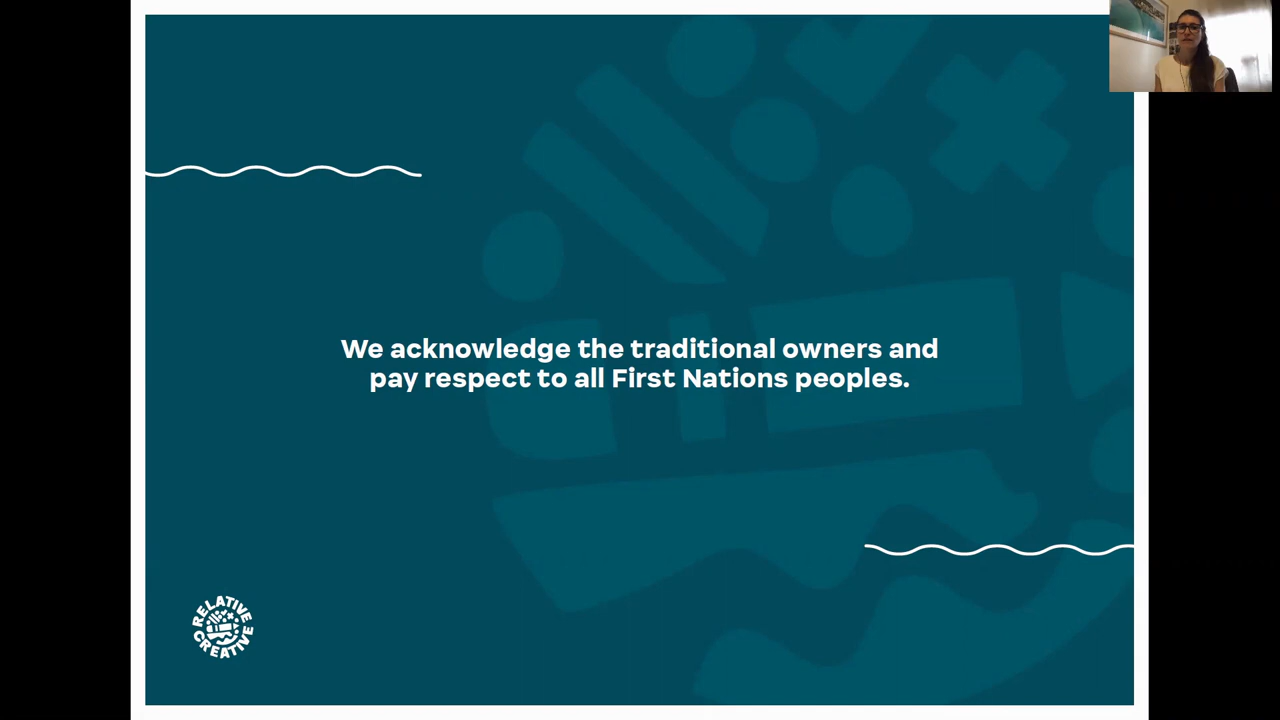 We acknowledge the traditional owners and
pay respect to all First Nations peoples.
RELATIVE
CREATIVE